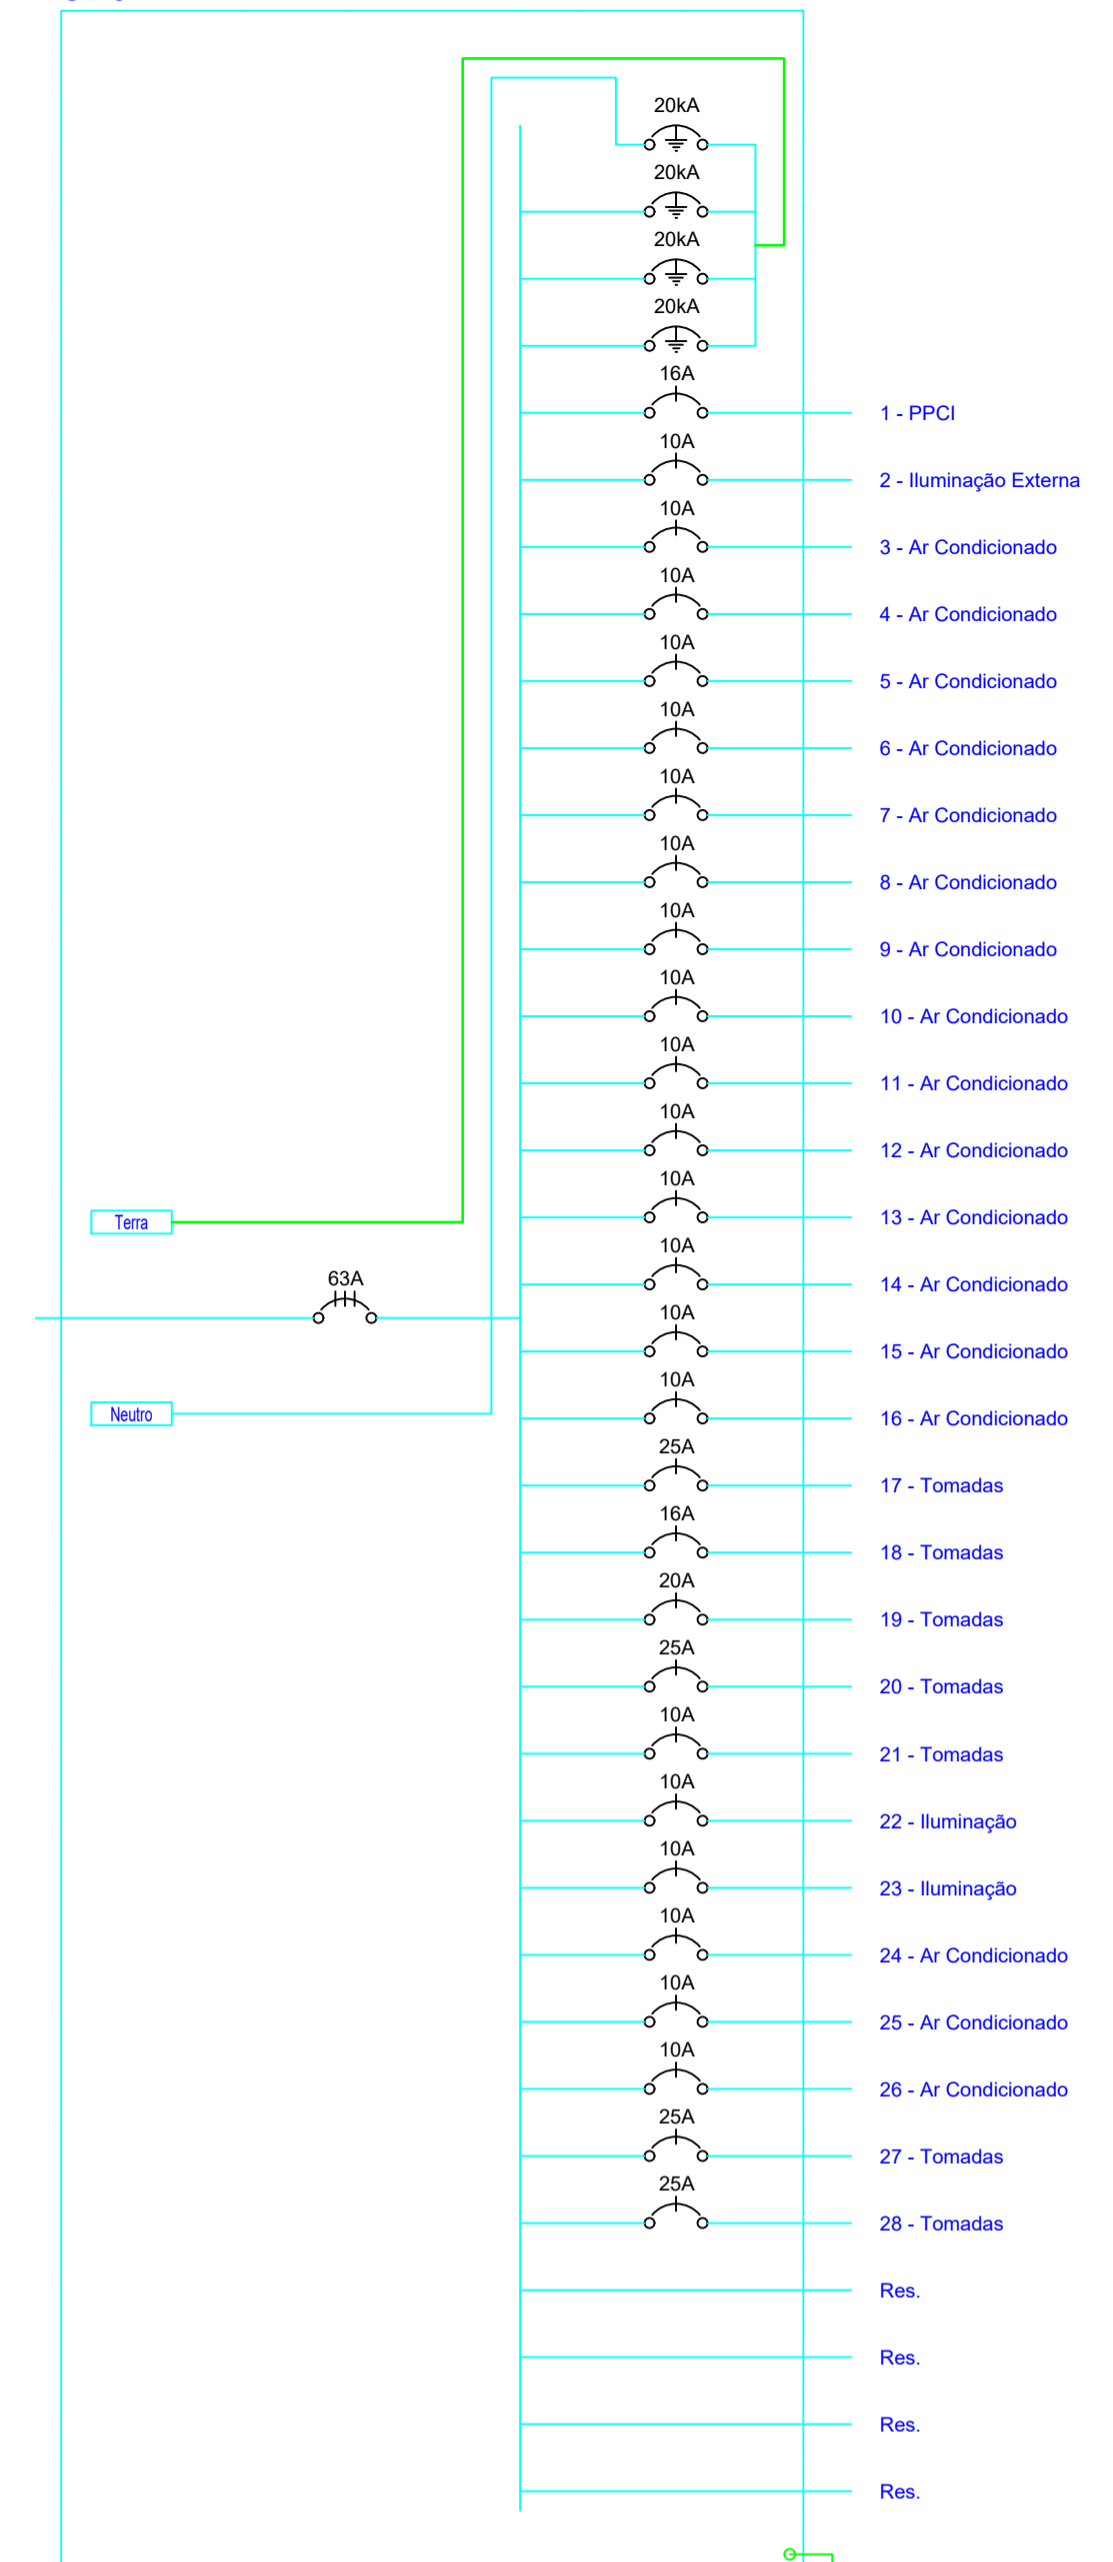 20kA
20kA
20kA
20kA
16A
1 - PPCI
10A
2 - Iluminação Externa
10A
3 - Ar Condicionado
10A
4 - Ar Condicionado
10A
5 - Ar Condicionado
10A
6 - Ar Condicionado
10A
7 - Ar Condicionado
10A
8 - Ar Condicionado
10A
9 - Ar Condicionado
10A
10 - Ar Condicionado
10A
11 - Ar Condicionado
10A
12 - Ar Condicionado
10A
13 - Ar Condicionado
Terra
10A
14 - Ar Condicionado
63A
10A
15 - Ar Condicionado
10A
16 - Ar Condicionado
Neutro
25A
17 - Tomadas
16A
18 - Tomadas
20A
19 - Tomadas
25A
20 - Tomadas
10A
21 - Tomadas
10A
22 - Iluminação
10A
23 - Iluminação
10A
24 - Ar Condicionado
10A
25 - Ar Condicionado
10A
26 - Ar Condicionado
25A
27 - Tomadas
25A
28 - Tomadas
Res.
Res.
Res.
Res.